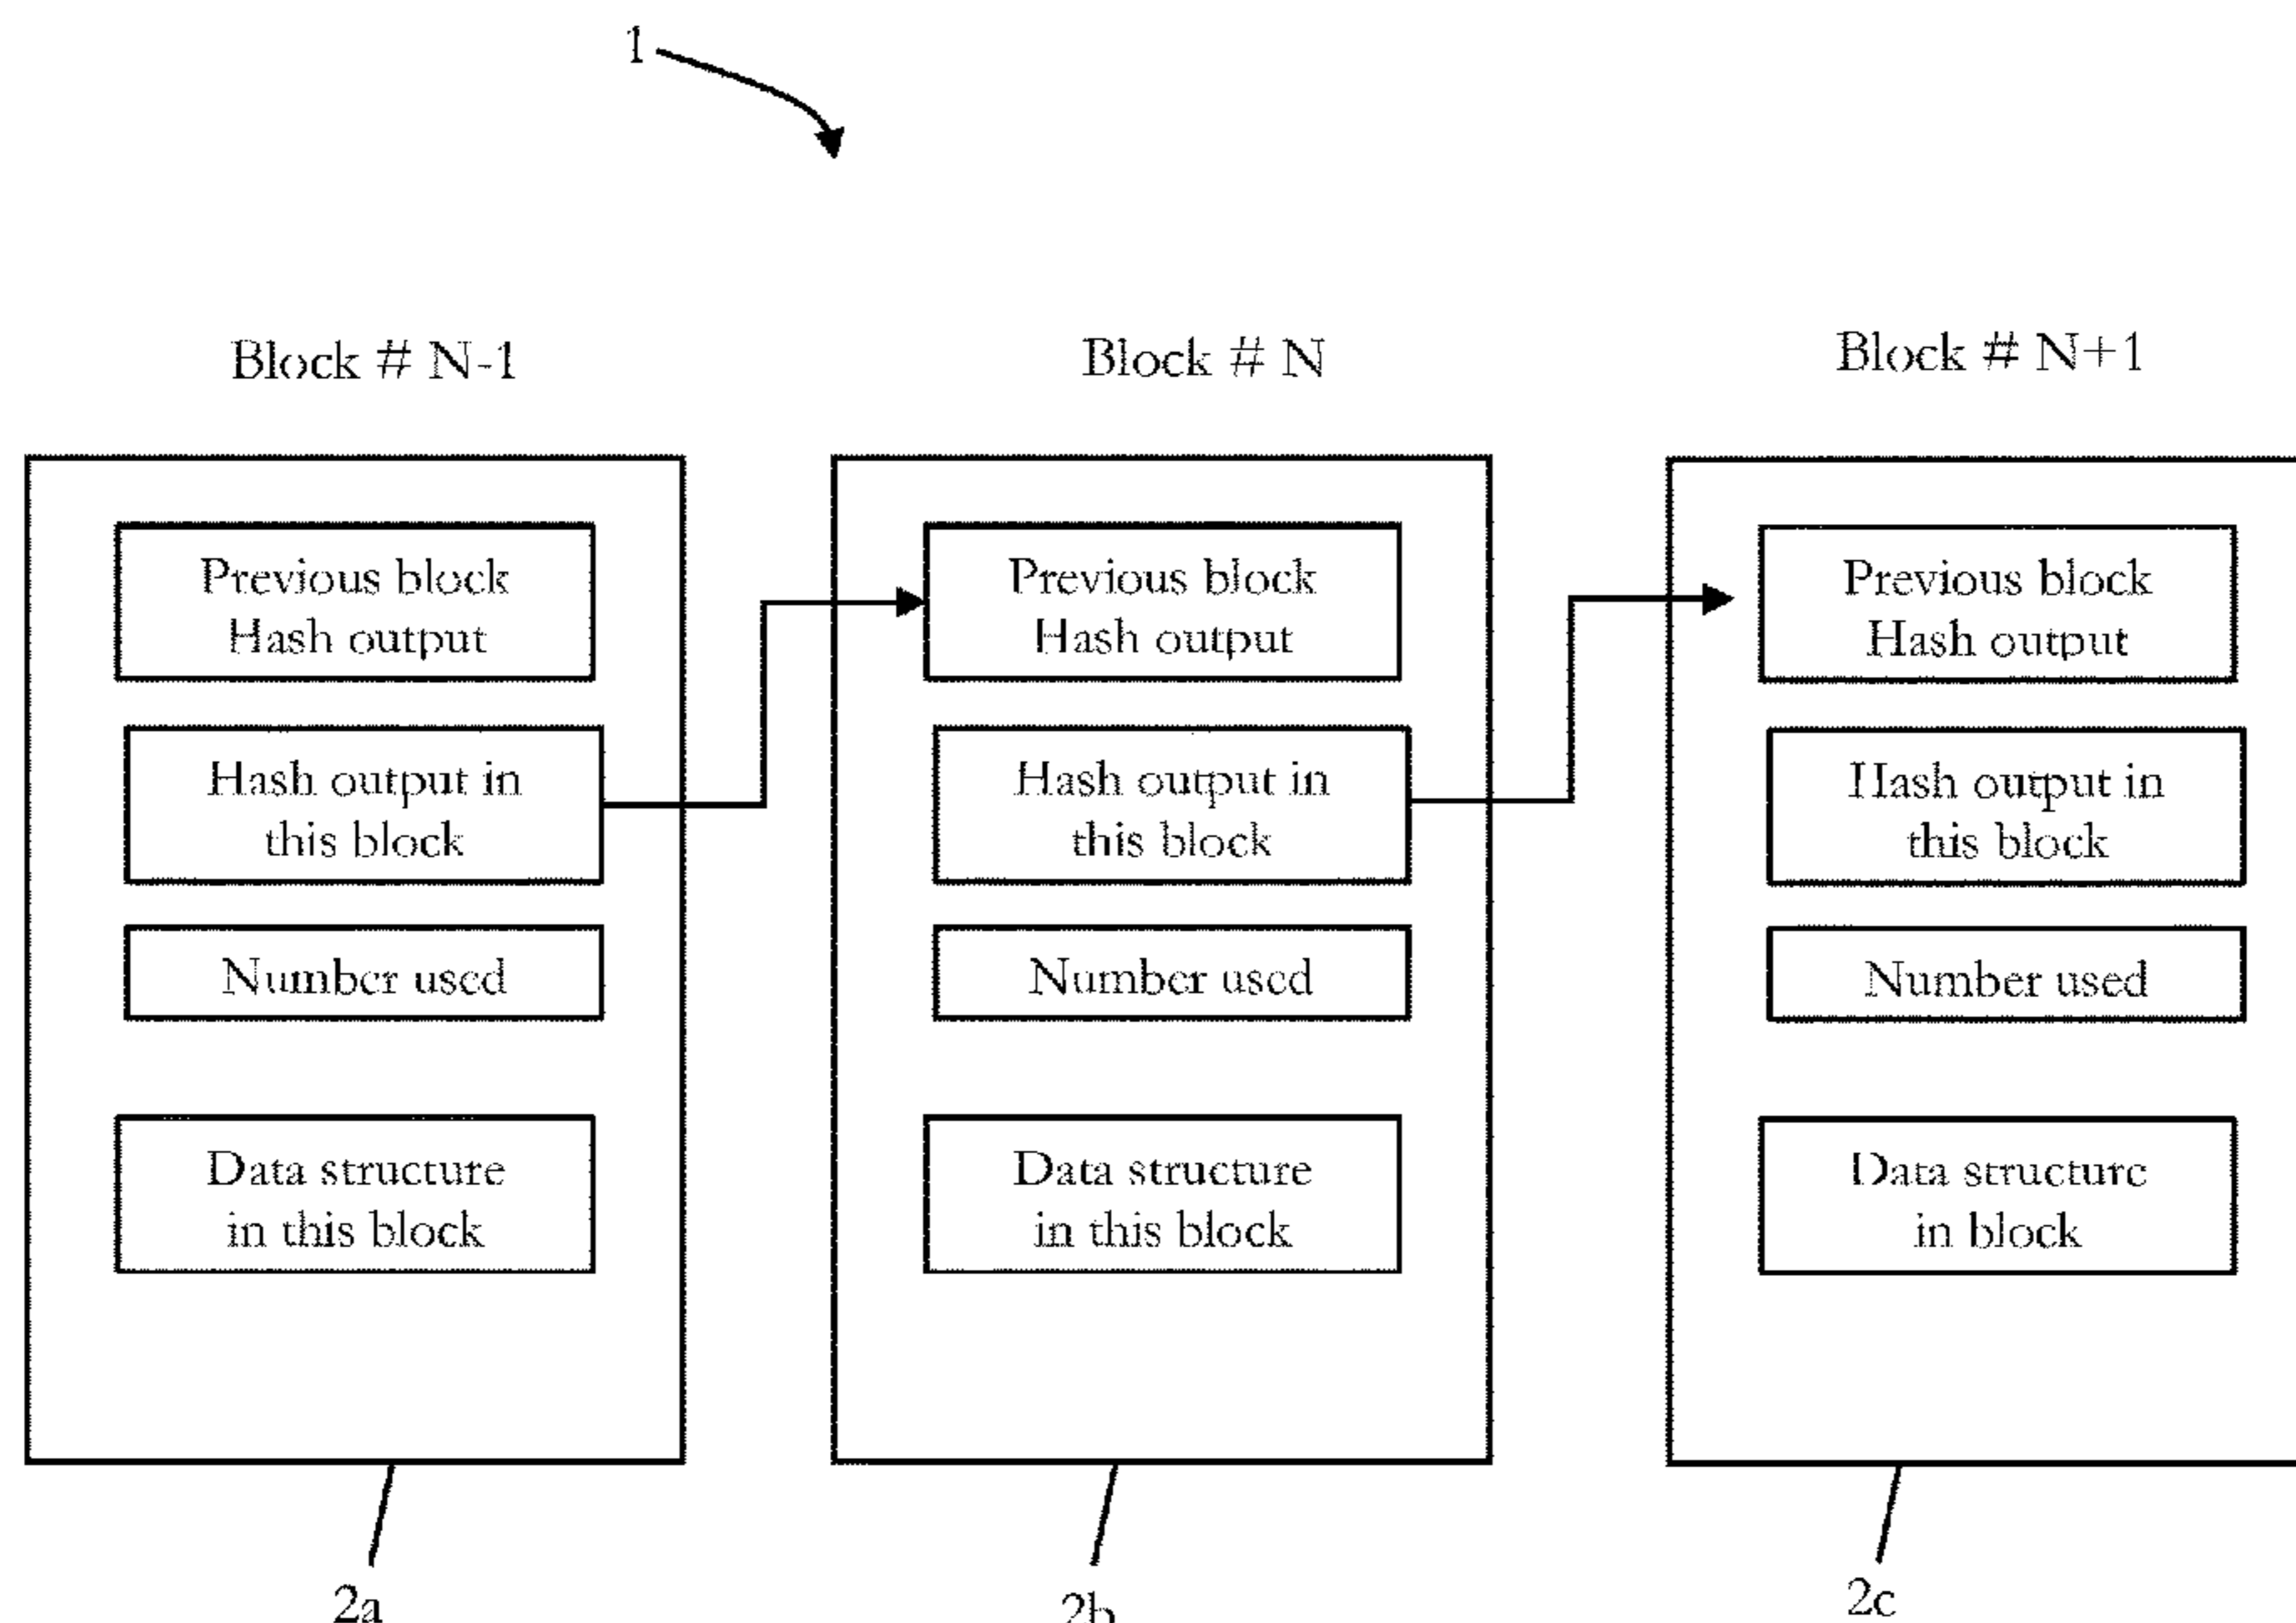 1
Block # N-1
Block # N
Block # N+1
Previous block
Hash output
Hash output in
this block
Number used
Data structure
in this block
Previous block
Hash output
Hash output in
this block
Number used
Data structure
in this block
Previous block
Hash output
Hash output in
this block
Number used
Data structure
in block
2a
2b
2c